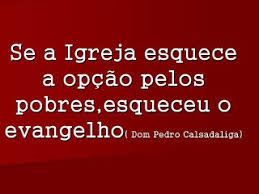 Se a Igreja esquece
a opção pelos
pobres,esqueceu o
evangelho( Dom Pedro Calsadaliga)